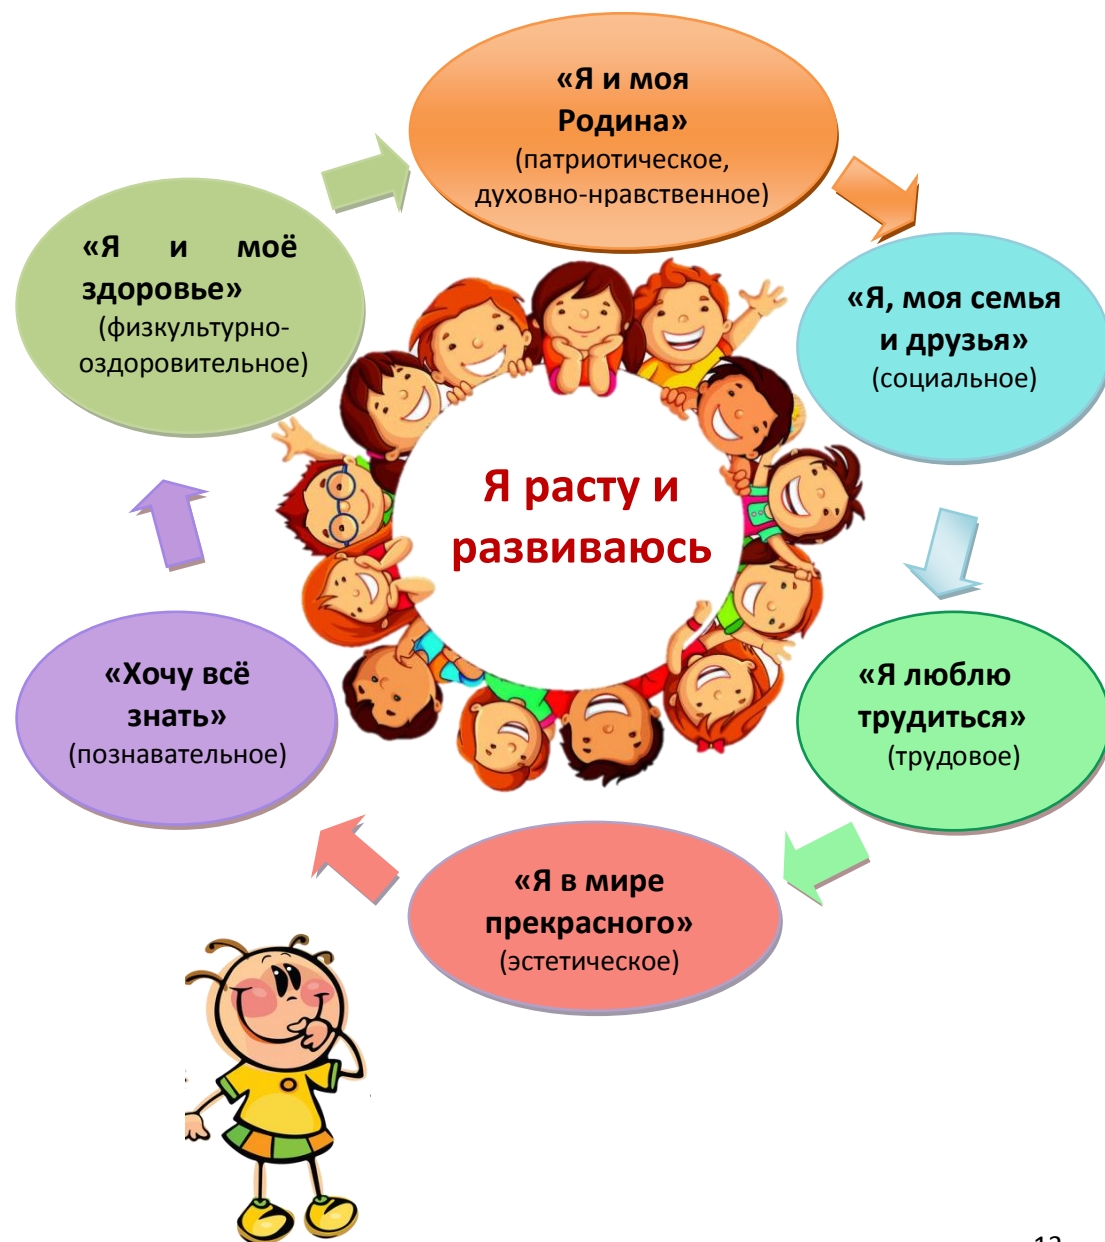 «Я и моя
Родина»
(патриотическое,
духовно-нравственное)
«Я и моё
здоровье»
(физкультурно-
оздоровительное)
«Я, моя семья
и друзья»
(социальное)
Я расту и
развиваюсь
«Хочу всё
знать»
(познавательное)
«Я люблю
трудиться»
(трудовое)
«Я в мире
прекрасного»
(эстетическое)